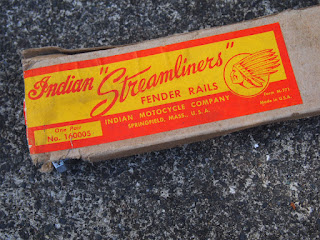 Indian "Streamliners"
FENDER RAILS
INDIAN MOTOCYCLE COMPANY
SPRINGFIELD, MASS., U.S.A.
One Pair
No. 160005
Made in U.S.A.